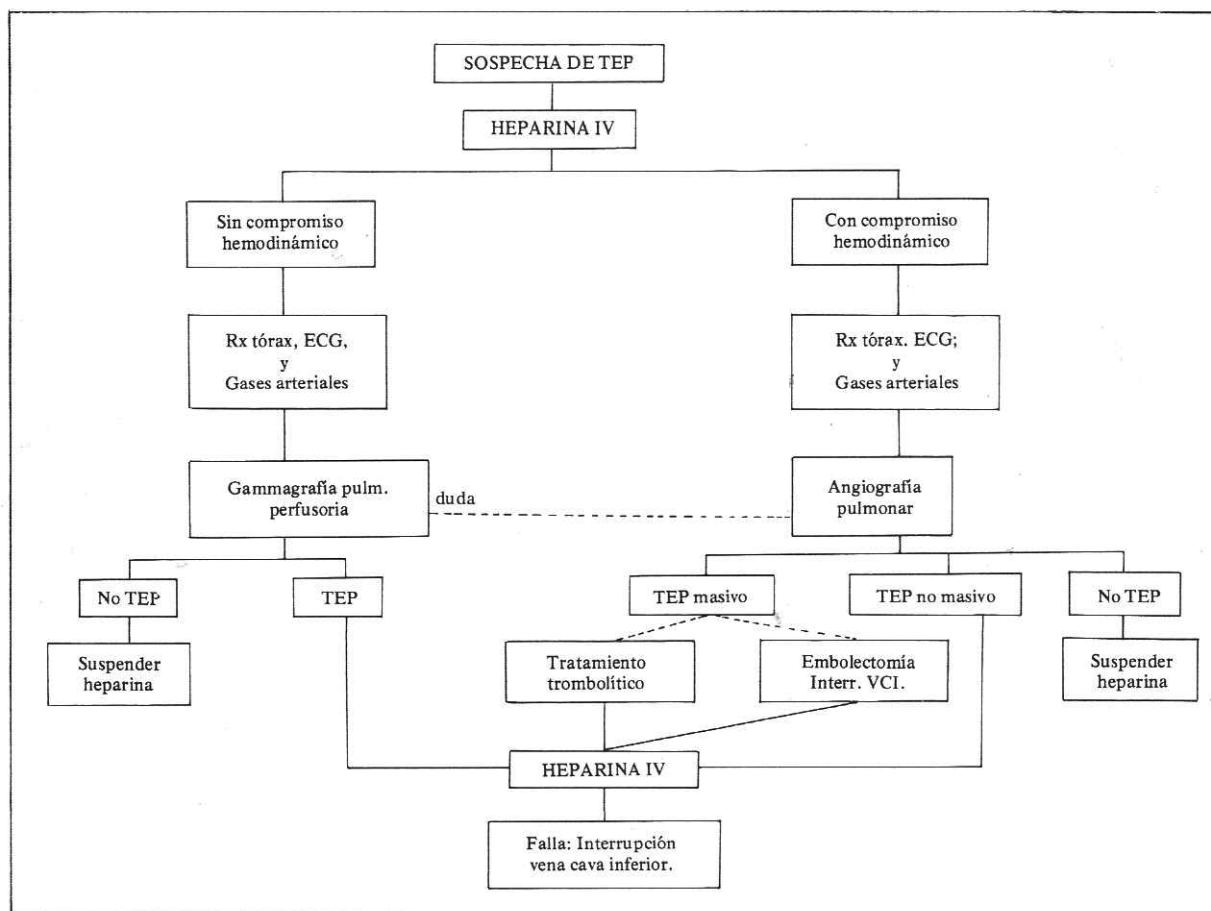 SOSPECHA DE TEP
HEPARINA IV
Sin compromiso
hemodinámico
Con compromiso
hemodinámico
Rx tórax, ECG,
y
Gases arteriales
Rx tórax. ECG;
y
Gases arteriales
Gammagrafía pulm.
perfusoria
duda
Angiografía
pulmonar
No TEP
TEP
TEP masivo
TEP no masivo
No TEP
Suspender
heparina
Tratamiento
trombolítico
Embolectomía
Interr. VCI.
Suspender
heparina
HEPARINA IV
Falla: Interrupción
vena cava inferior.